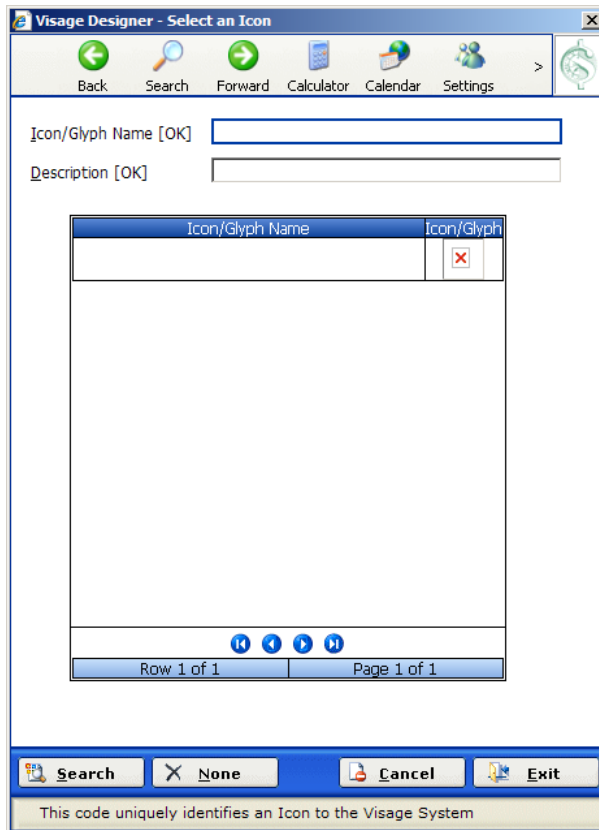 Visage Designer - Select an Icon
Back Search Forward Calculator Calendar Settings >
Icon/Glyph Name [OK]
Description [OK]
Icon/Glyph Name Icon/Glyph
Row 1 of 1 Page 1 of 1
Search None Cancel Exit
This code uniquely identifies an Icon to the Visage System